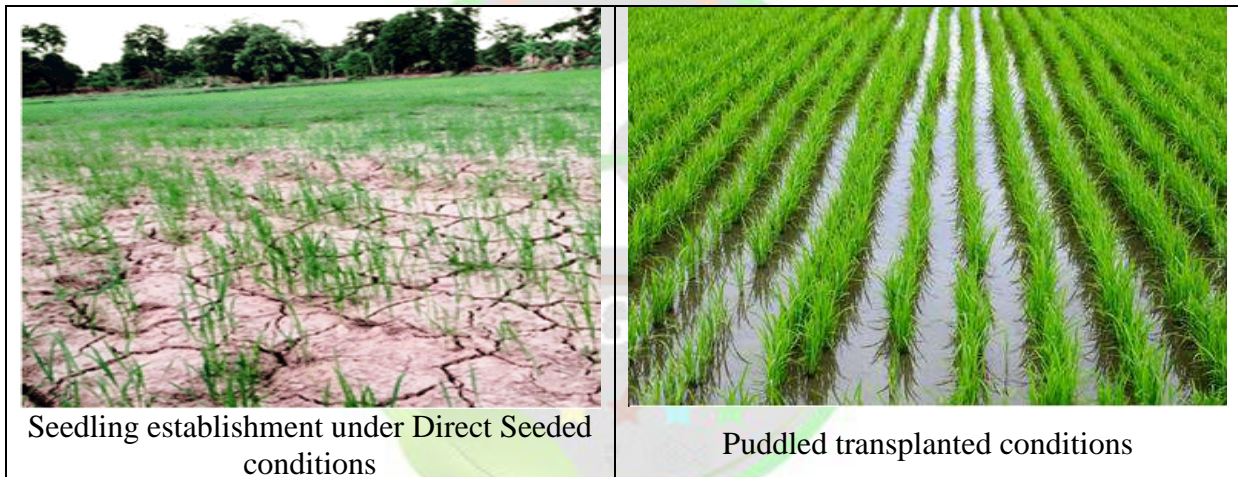 Seedling establishment under Direct Seeded
conditions
Puddled transplanted conditions